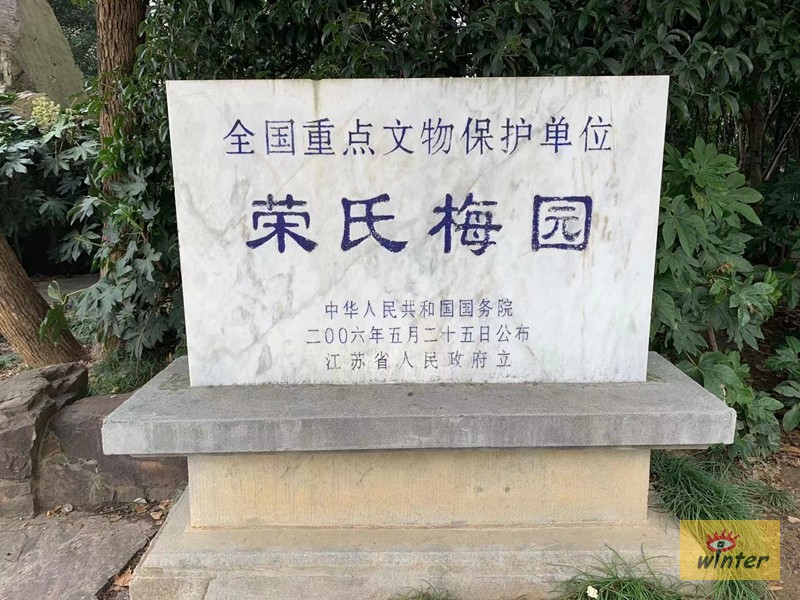 全国重点文物保护单位
荣氏梅园
中华人民共和国国务院
二〇〇六年五月二十五日公布
江苏省人民政府立
winter